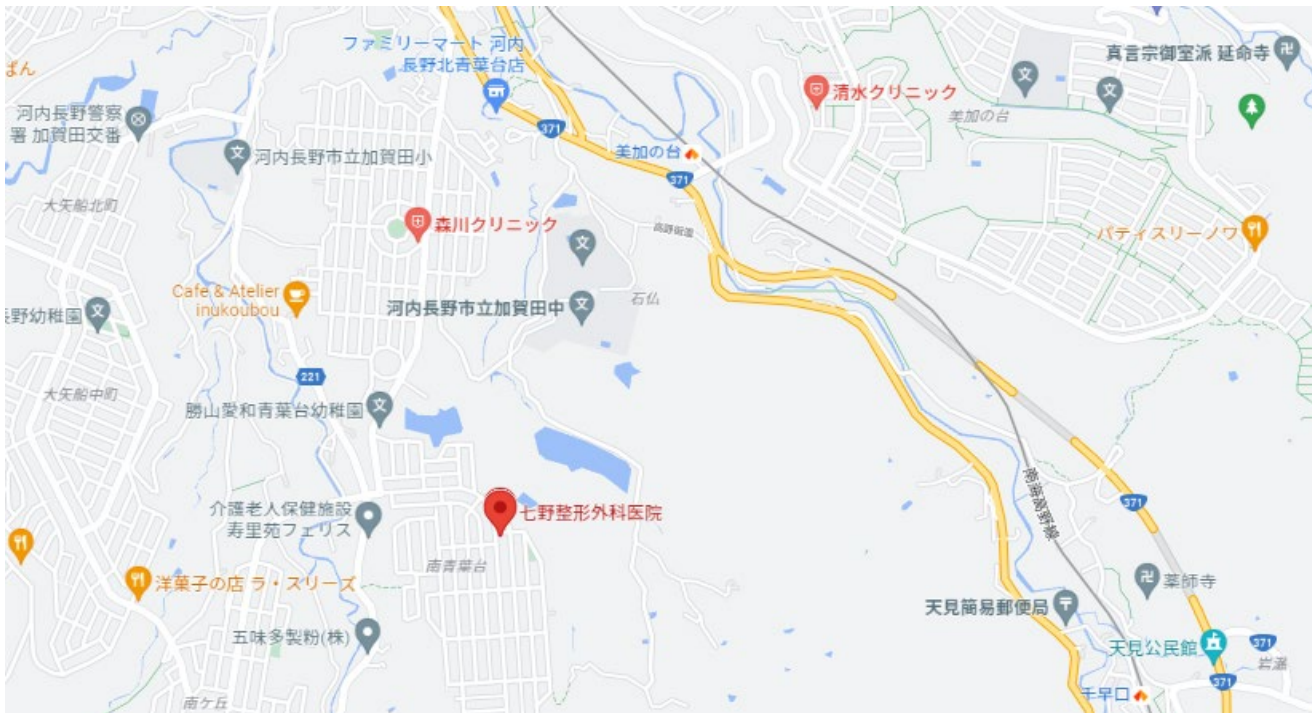 ファミリーマート 河内
長野北青葉台店
ぱん
河内長野警察
署 加賀田交番
河内長野市立加賀田小
大矢船北町
371
美加の台
371
清水クリニック
美加の台
真言宗御室派 延命寺
森川クリニック
高野街道
パティスリーノワ
Cafe & Atelier
inukoubou
石仏
河内長野市立加賀田中
長野幼稚園
221
大矢船中町
勝山愛和青葉台幼稚園
介護老人保健施設
寿里苑フェリス
七野整形外科医院
南海高野線
371
南青葉台
洋菓子の店 ラ・スリーズ
天見簡易郵便局
薬師寺
五味多製粉(株)
天見公民館
371
岩瀬
371
千早口
南ケ丘